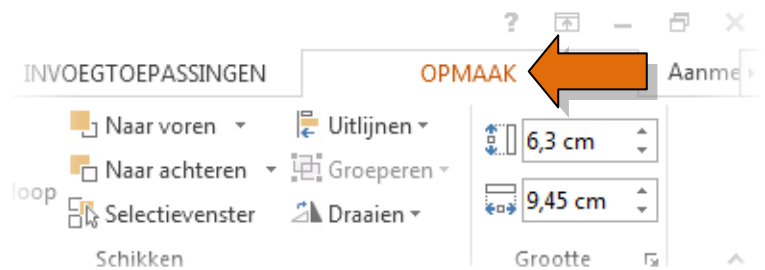 ?
INVOEGTOEPASSINGEN OPMAAK Aanme
Naar voren Uitlijnen 6,3 cm
Naar achteren Groeperen
loop Selectievenster Draaien 9,45 cm
Schikken Grootte